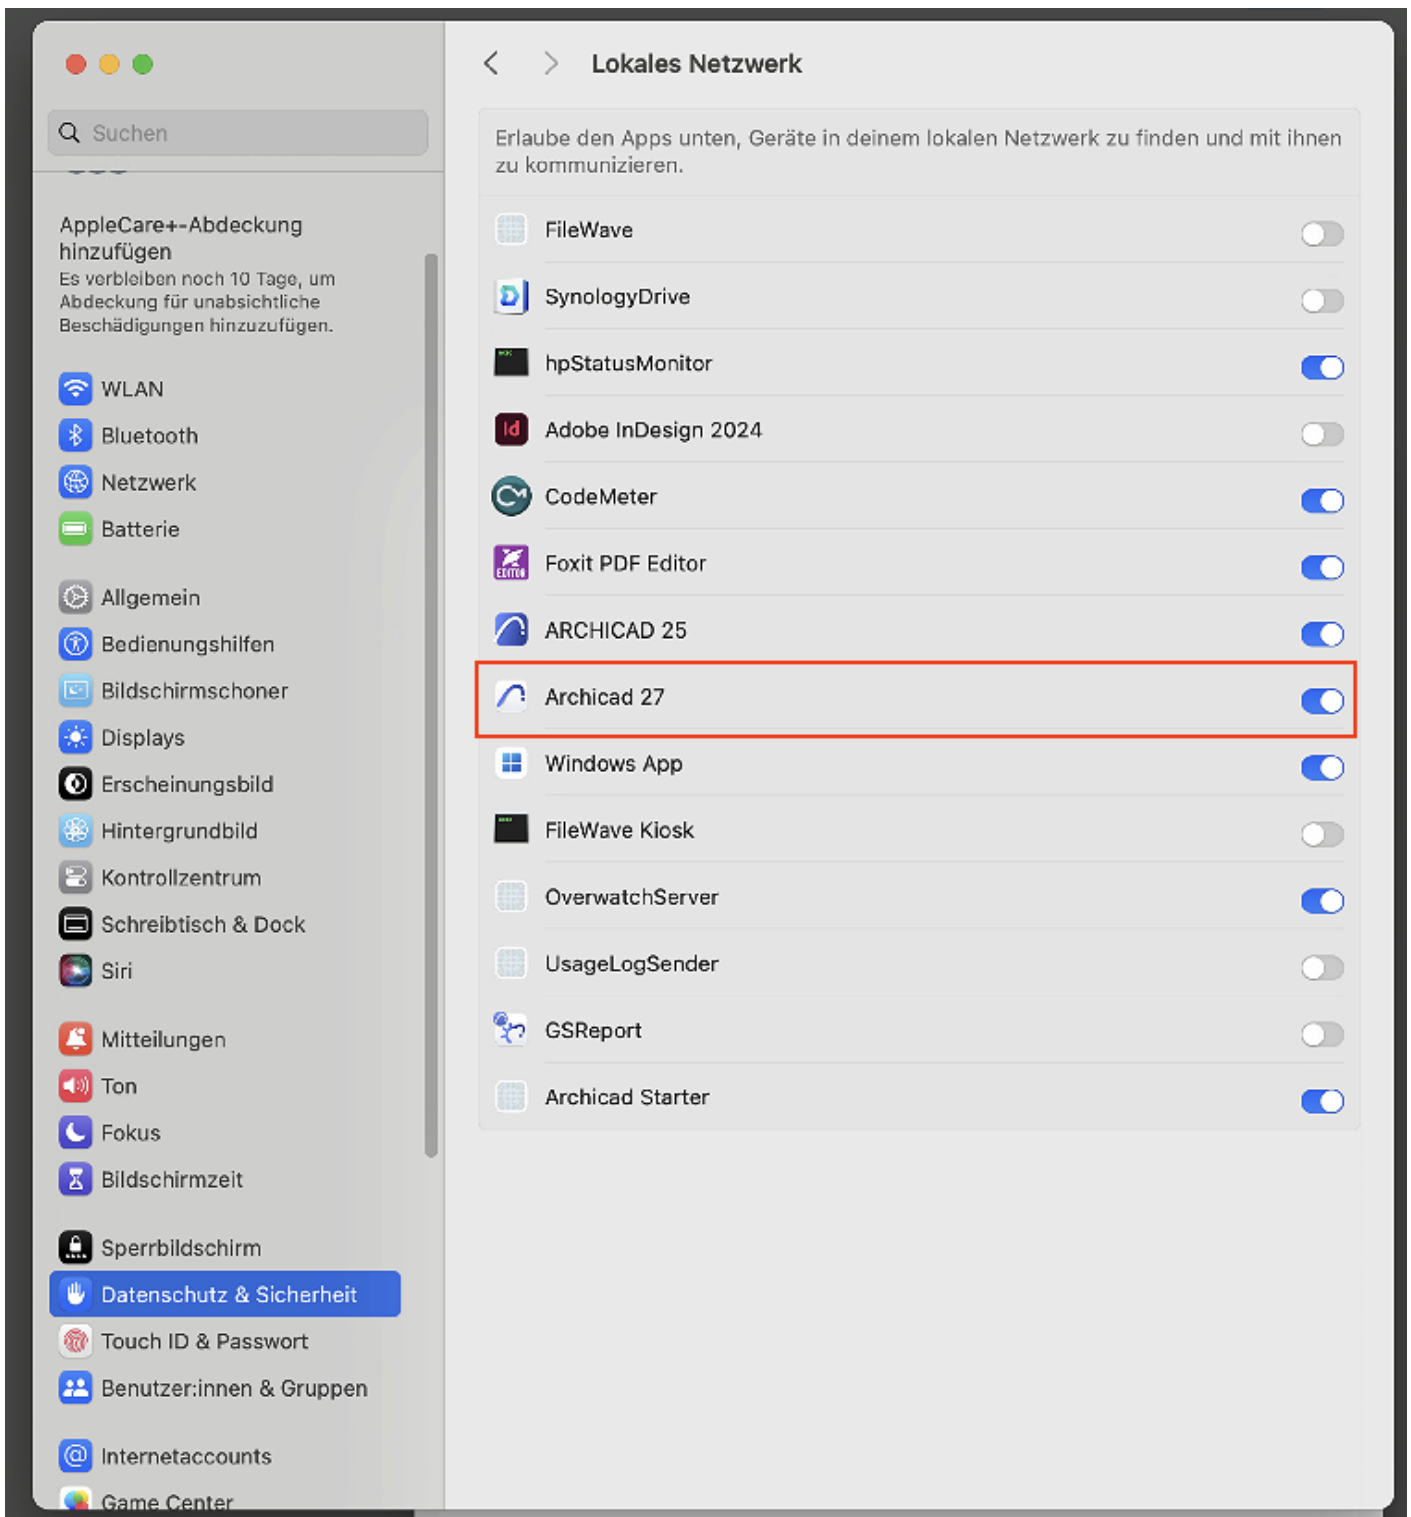 Lokales Netzwerk
Suchen
AppleCare+-Abdeckung
hinzufügen
Es verbleiben noch 10 Tage, um
Abdeckung für unabsichtliche
Beschädigungen hinzuzufügen.
WLAN
Bluetooth
Netzwerk
Batterie
Allgemein
Bedienungshilfen
Bildschirmschoner
Displays
Erscheinungsbild
Hintergrundbild
Kontrollzentrum
Schreibtisch & Dock
Siri
Mitteilungen
Ton
Fokus
Bildschirmzeit
Sperrbildschirm
Datenschutz & Sicherheit
Touch ID & Passwort
Benutzer:innen & Gruppen
Internetaccounts
Game Center
Erlaube den Apps unten, Geräte in deinem lokalen Netzwerk zu finden und mit ihnen
zu kommunizieren.
FileWave
SynologyDrive
hpStatusMonitor
Id
Adobe InDesign 2024
CodeMeter
EDITOR
Foxit PDF Editor
ARCHICAD 25
Archicad 27
Windows App
FileWave Kiosk
OverwatchServer
UsageLogSender
GSReport
Archicad Starter